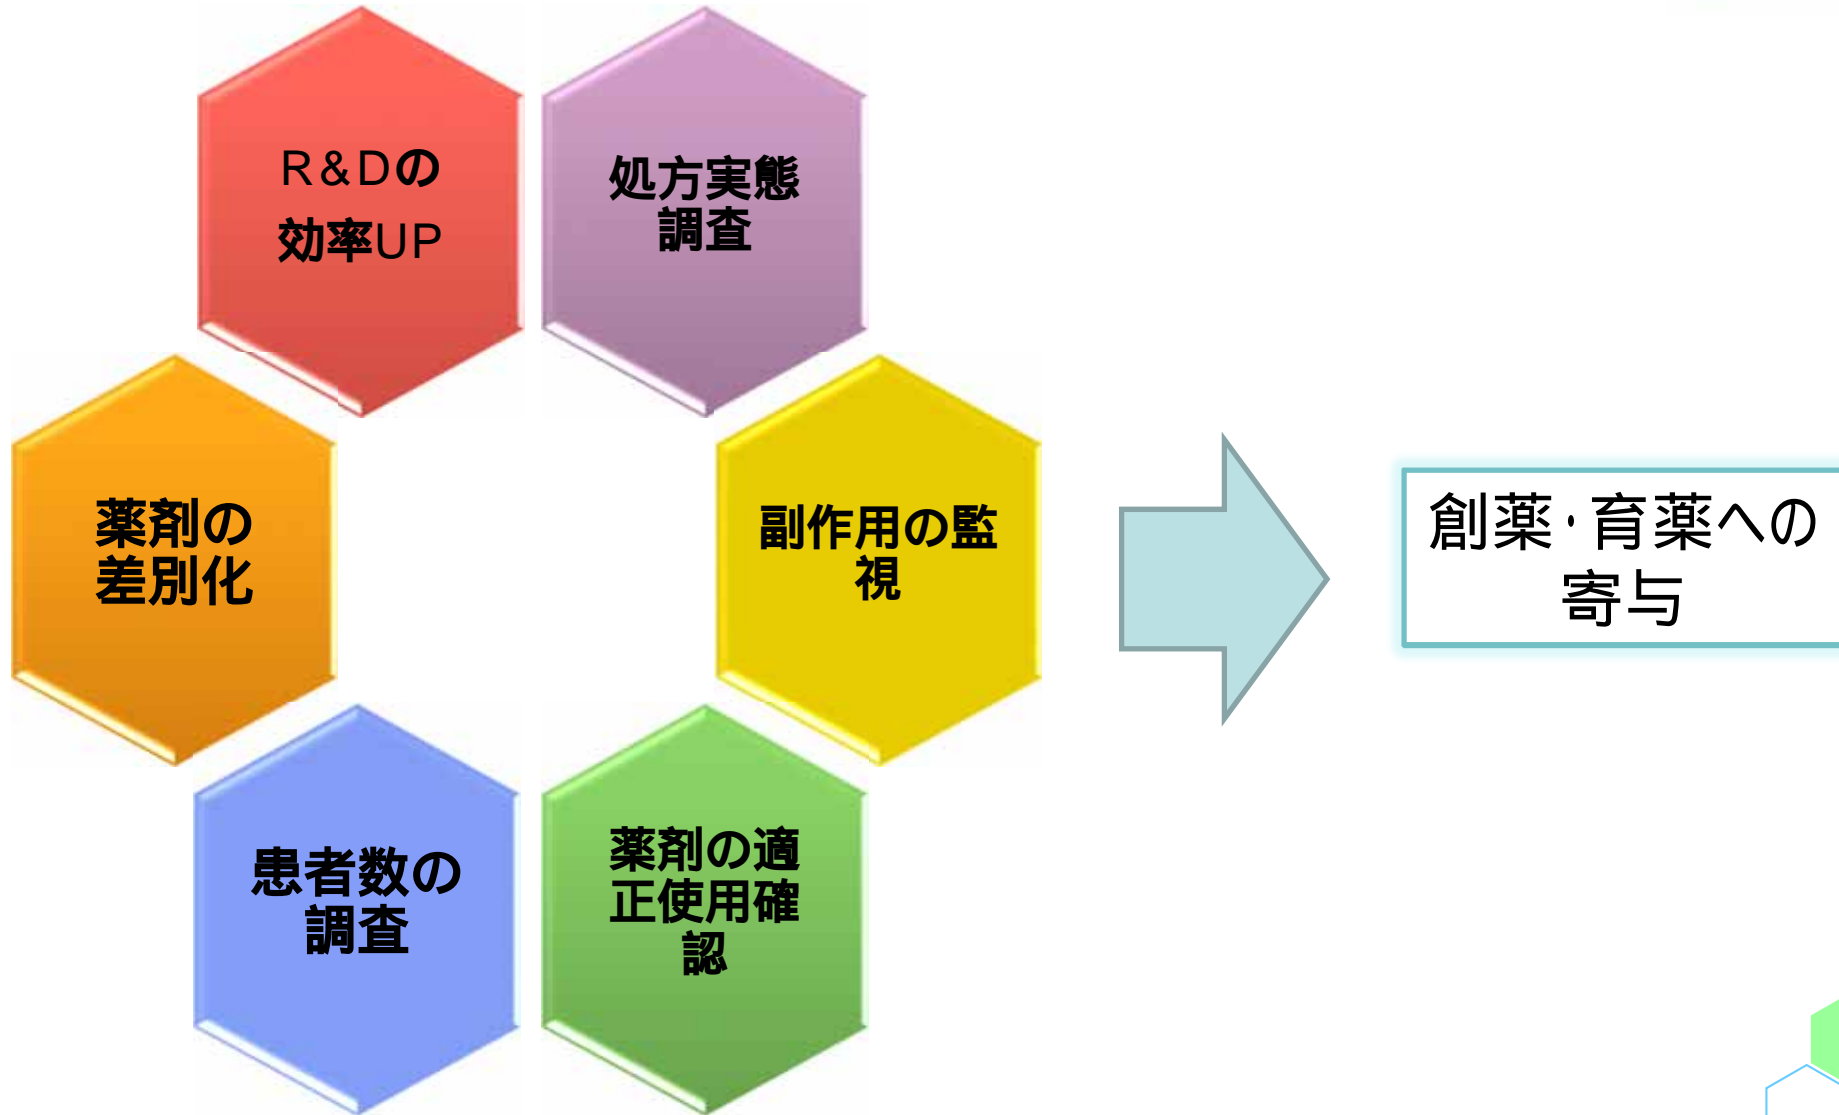 R&Dの
効率UP
処方実態
調査
薬剤の
差別化
副作用の監
視
創薬・育薬への
寄与
患者数の
調査
薬剤の適
正使用確
認